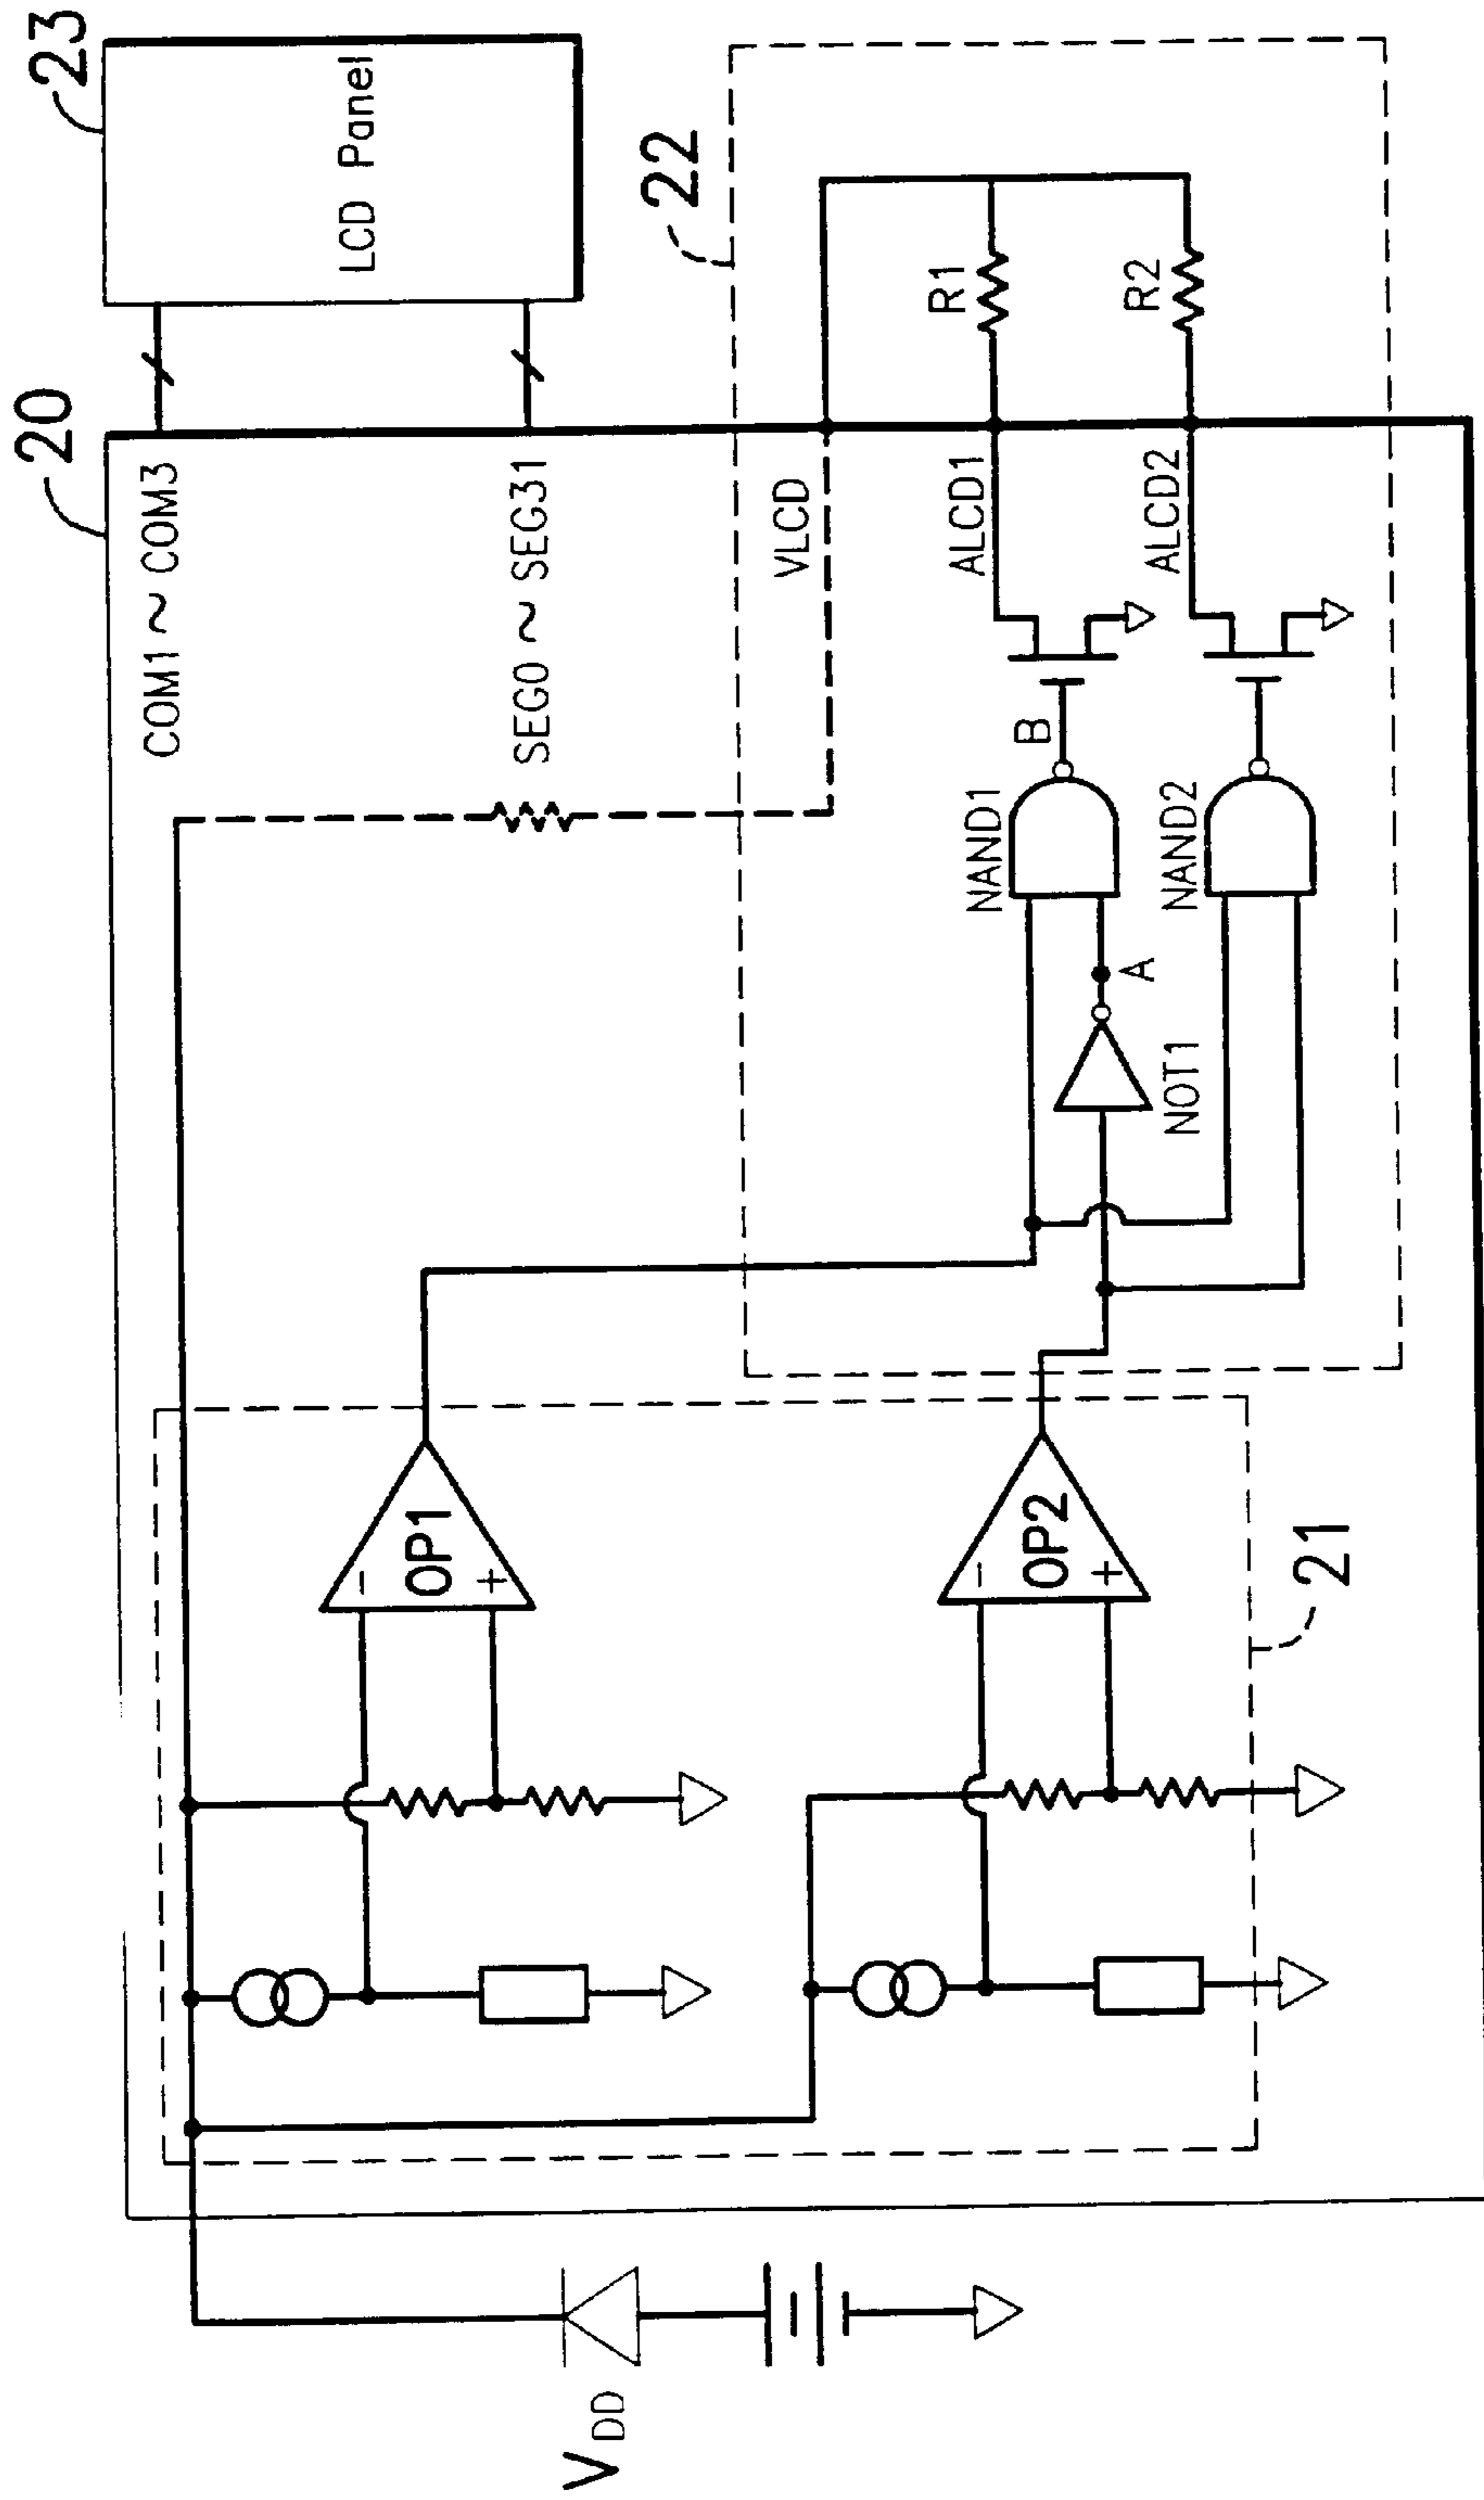 23
LCD Panel
20
22
COM1 ~ COM3
SEG0 ~ SEG31
VLCD
R1
R2
ALCD1
ALCD2
B
NAND1
NAND2
A
NOT1
- OP1 +
- OP2 +
21
VDD